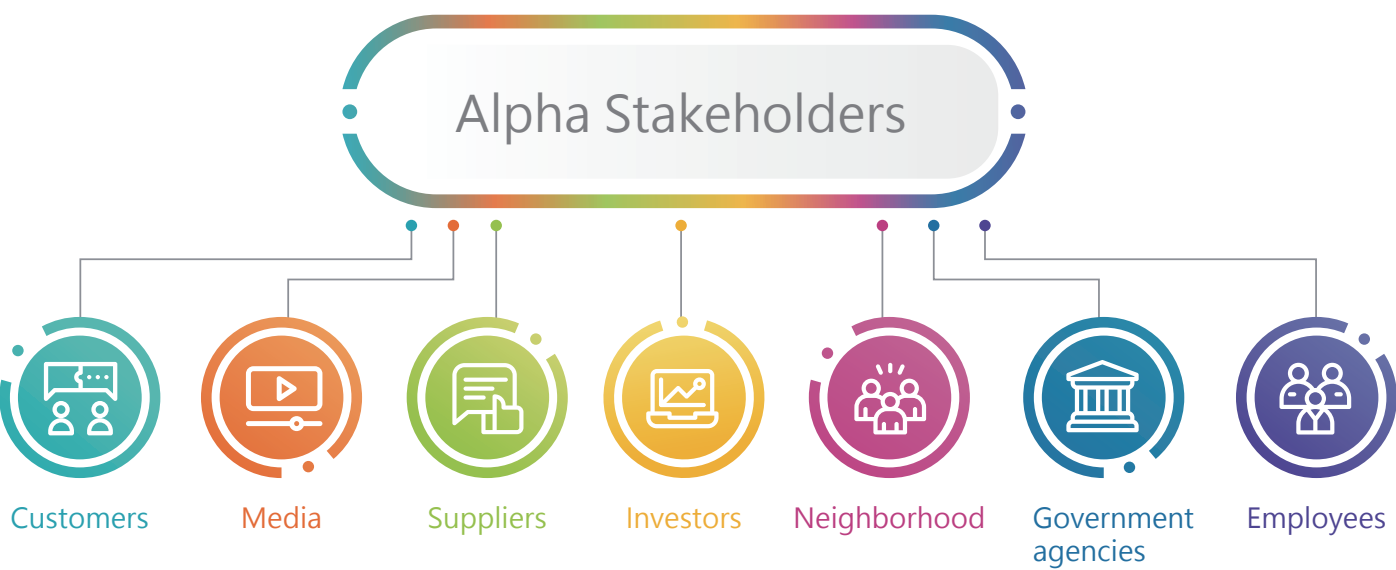 Alpha Stakeholders
Customers
Media
Suppliers
Investors
Neighborhood
Government
agencies
Employees